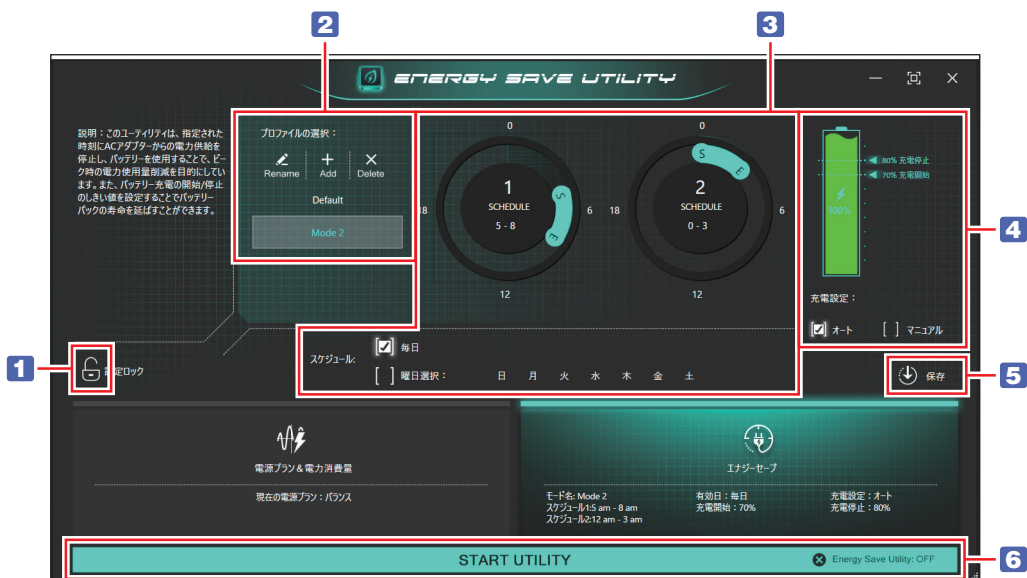 2
3
ENERGY SAVE UTILITY
説明：このユーティリティは、指定された
時刻にACアダプターからの電力供給を
停止し、バッテリーを使用することで、ピー
ク時の電力使用量削減を目的にしてい
ます。また、バッテリー充電の開始/停止
のしきい値を設定することでバッテリー
パックの寿命を延ばすことができます。
プロファイルの選択：
Rename
Add
Delete
Default
Mode 2
0
18
S
E
1
SCHEDULE
5 - 8
6
12
0
18
S
E
2
SCHEDULE
0 - 3
6
12
80% 充電停止
70% 充電開始
100%
4
充電設定：
オート
[ ] マニュアル
1
設定ロック
スケジュール:
毎日
[ ] 曜日選択：
日 月 火 水 木 金 土
保存
5
電源プラン＆電力消費量
現在の電源プラン：バランス
エナジーセーブ
モード名: Mode 2
スケジュール1:5 am - 8 am
スケジュール2:12 am - 3 am
有効日：毎日
充電開始：70%
充電設定：オート
充電停止：80%
START UTILITY
Energy Save Utility: OFF
6